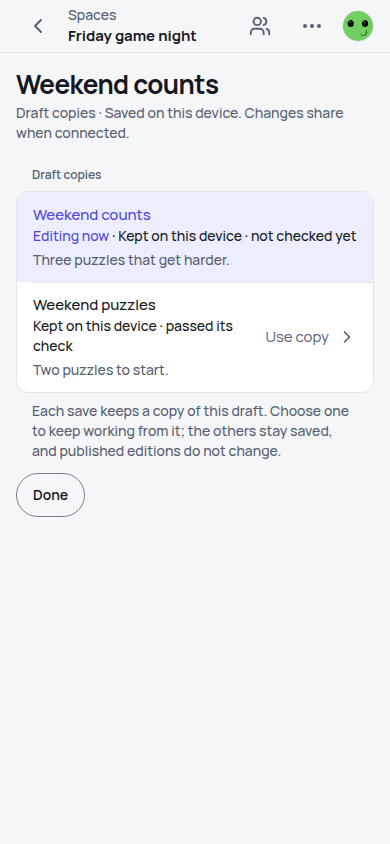 Spaces
Friday game night
Weekend counts
Draft copies · Saved on this device. Changes share
when connected.
Draft copies
Weekend counts
Editing now · Kept on this device · not checked yet
Three puzzles that get harder.
Weekend puzzles
Kept on this device · passed its
check
Use copy
Two puzzles to start.
Each save keeps a copy of this draft. Choose one
to keep working from it; the others stay saved,
and published editions do not change.
Done